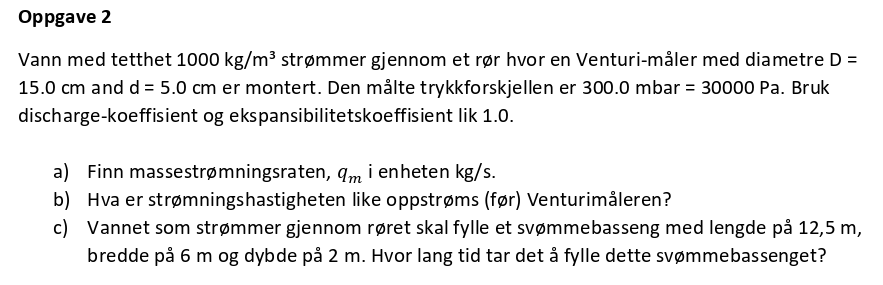 Oppgave 2
Vann med tetthet 1000 kg/m³ strømmer gjennom et rør hvor en Venturi-måler med diametre D =
15.0 cm and d = 5.0 cm er montert. Den målte trykkforskjellen er 300.0 mbar = 30000 Pa. Bruk
discharge-koeffisient og ekspansibilitetskoeffisient lik 1.0.
a) Finn massestrømningsraten, qₘ i enheten kg/s.
b) Hva er strømningshastigheten like oppstrøms (før) Venturimåleren?
c) Vannet som strømmer gjennom røret skal fylle et svømmebasseng med lengde på 12,5 m,
bredde på 6 m og dybde på 2 m. Hvor lang tid tar det å fylle dette svømmebassenget?